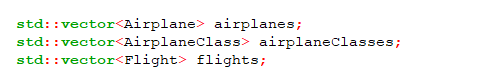 std::vector<Airplane> airplanes;
std::vector<AirplaneClass> airplaneClasses;
std::vector<Flight> flights;